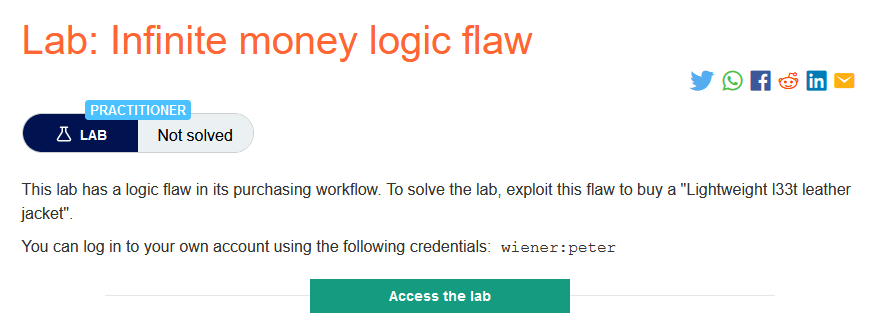 Lab: Infinite money logic flaw
PRACTITIONER
LAB
Not solved
This lab has a logic flaw in its purchasing workflow. To solve the lab, exploit this flaw to buy a "Lightweight l33t leather
jacket".
You can log in to your own account using the following credentials: wiener:peter
Access the lab